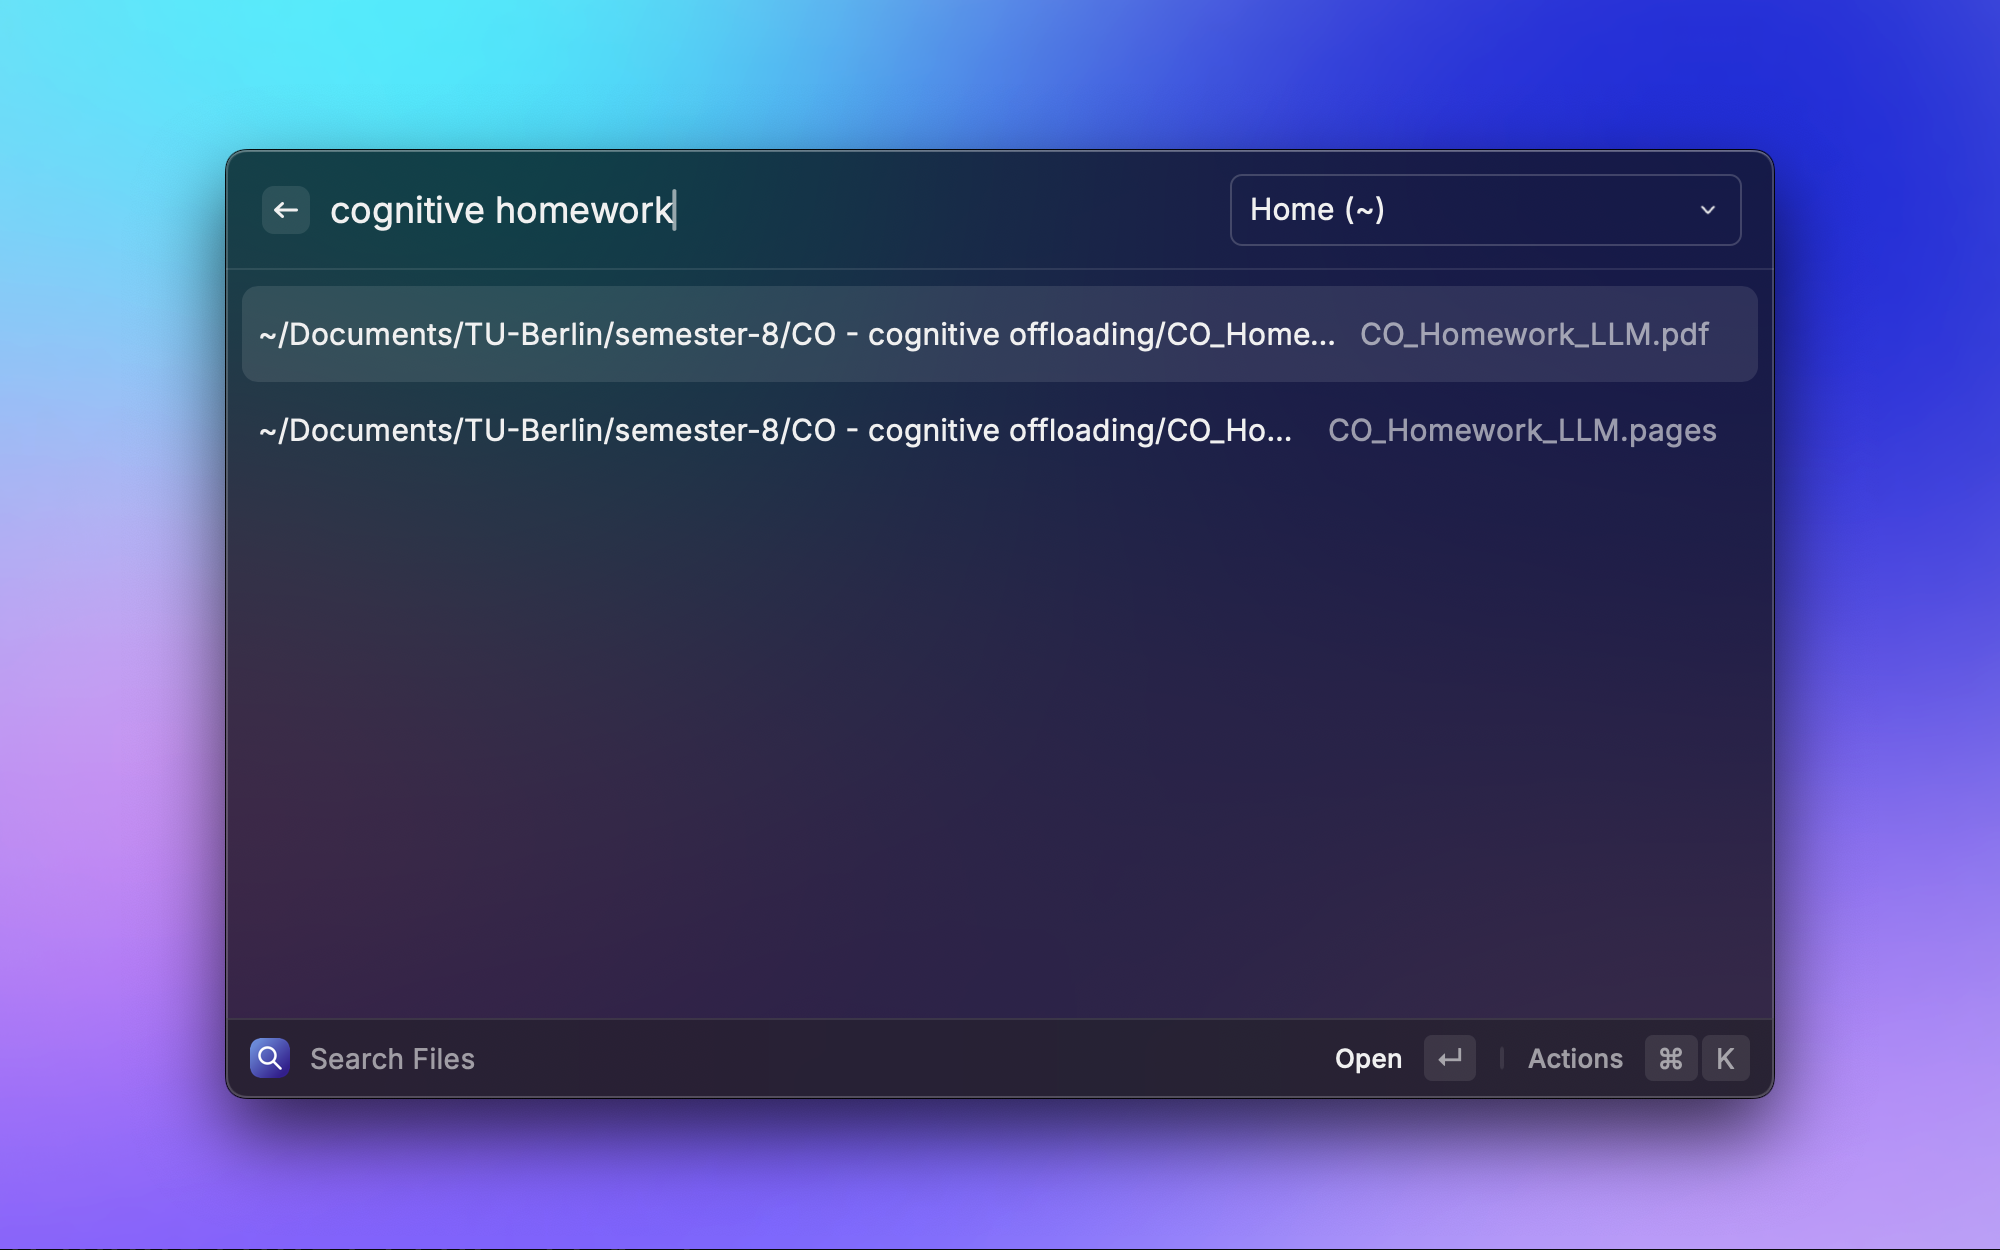 cognitive homework
Home (~)
~/Documents/TU-Berlin/semester-8/CO - cognitive offloading/CO_Home... CO_Homework_LLM.pdf
~/Documents/TU-Berlin/semester-8/CO - cognitive offloading/CO_Ho... CO_Homework_LLM.pages
Search Files
Open
Actions ⌘ K